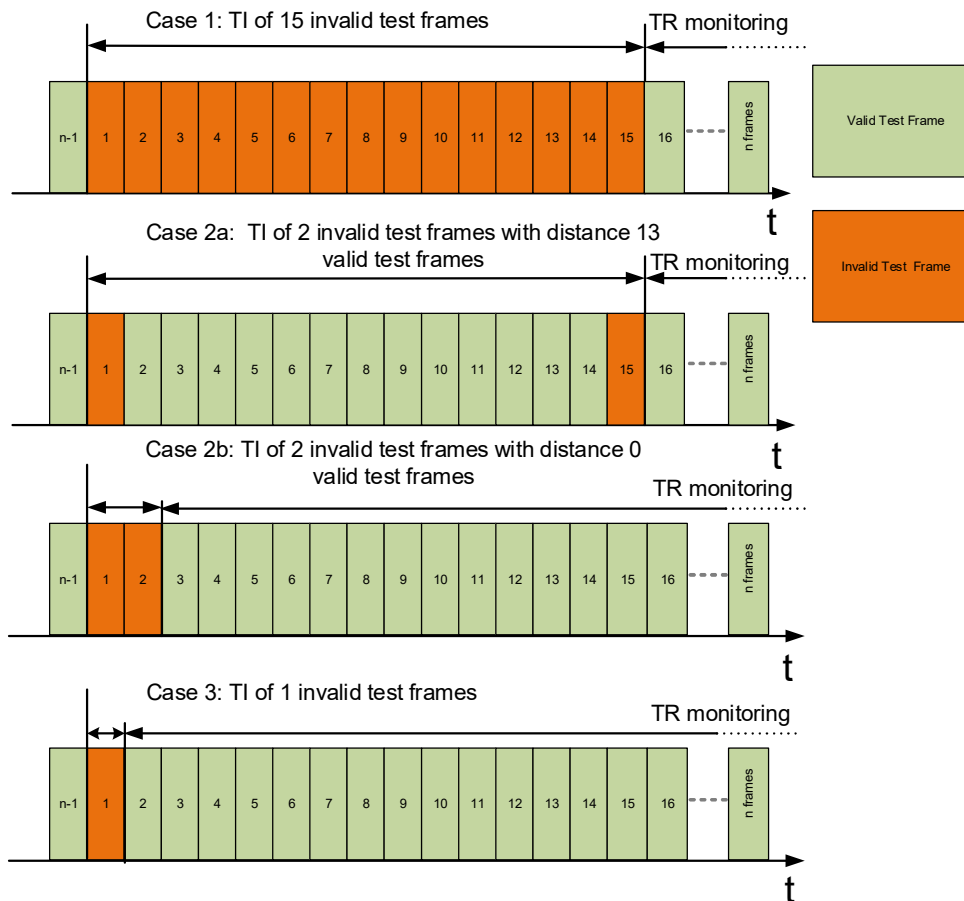 Case 1: TI of 15 invalid test frames
TR monitoring
n-1 1 2 3 4 5 6 7 8 9 10 11 12 13 14 15 16 n frames
t
Valid Test Frame
Case 2a: TI of 2 invalid test frames with distance 13
valid test frames
TR monitoring
Invalid Test Frame
n-1 1 2 3 4 5 6 7 8 9 10 11 12 13 14 15 16 n frames
t
Case 2b: TI of 2 invalid test frames with distance 0
valid test frames
TR monitoring
n-1 1 2 3 4 5 6 7 8 9 10 11 12 13 14 15 16 n frames
t
Case 3: TI of 1 invalid test frames
TR monitoring
n-1 1 2 3 4 5 6 7 8 9 10 11 12 13 14 15 16 n frames
t